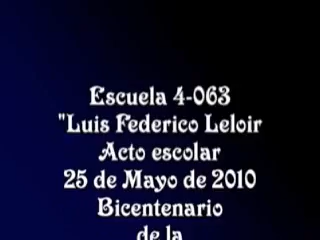 Escuela 4-063
"Luis Federico Leloir
Acto escolar
25 de Mayo de 2010
Bicentenario
de la